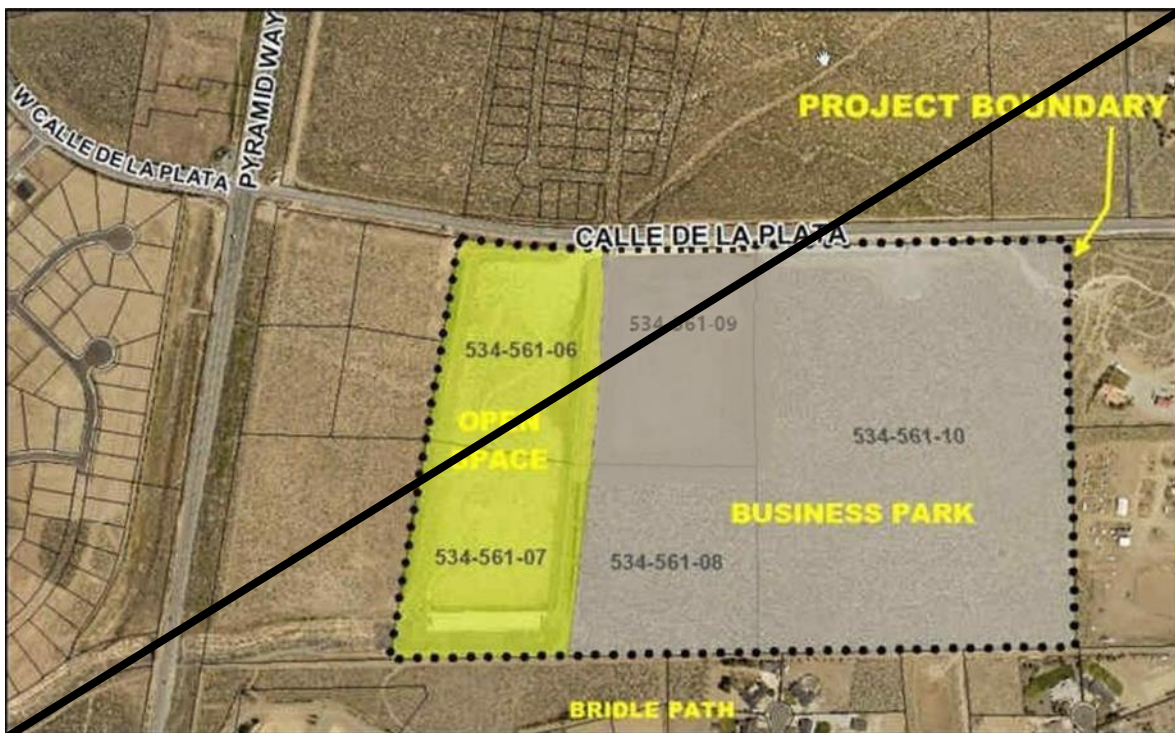 PROJECT BOUNDARY
W CALLE DE LA PLATA
PYRAMID WAY
CALLE DE LA PLATA
534-561-09
534-561-06
OPEN
SPACE
534-561-10
BUSINESS PARK
534-561-07
534-561-08
BRIDLE PATH